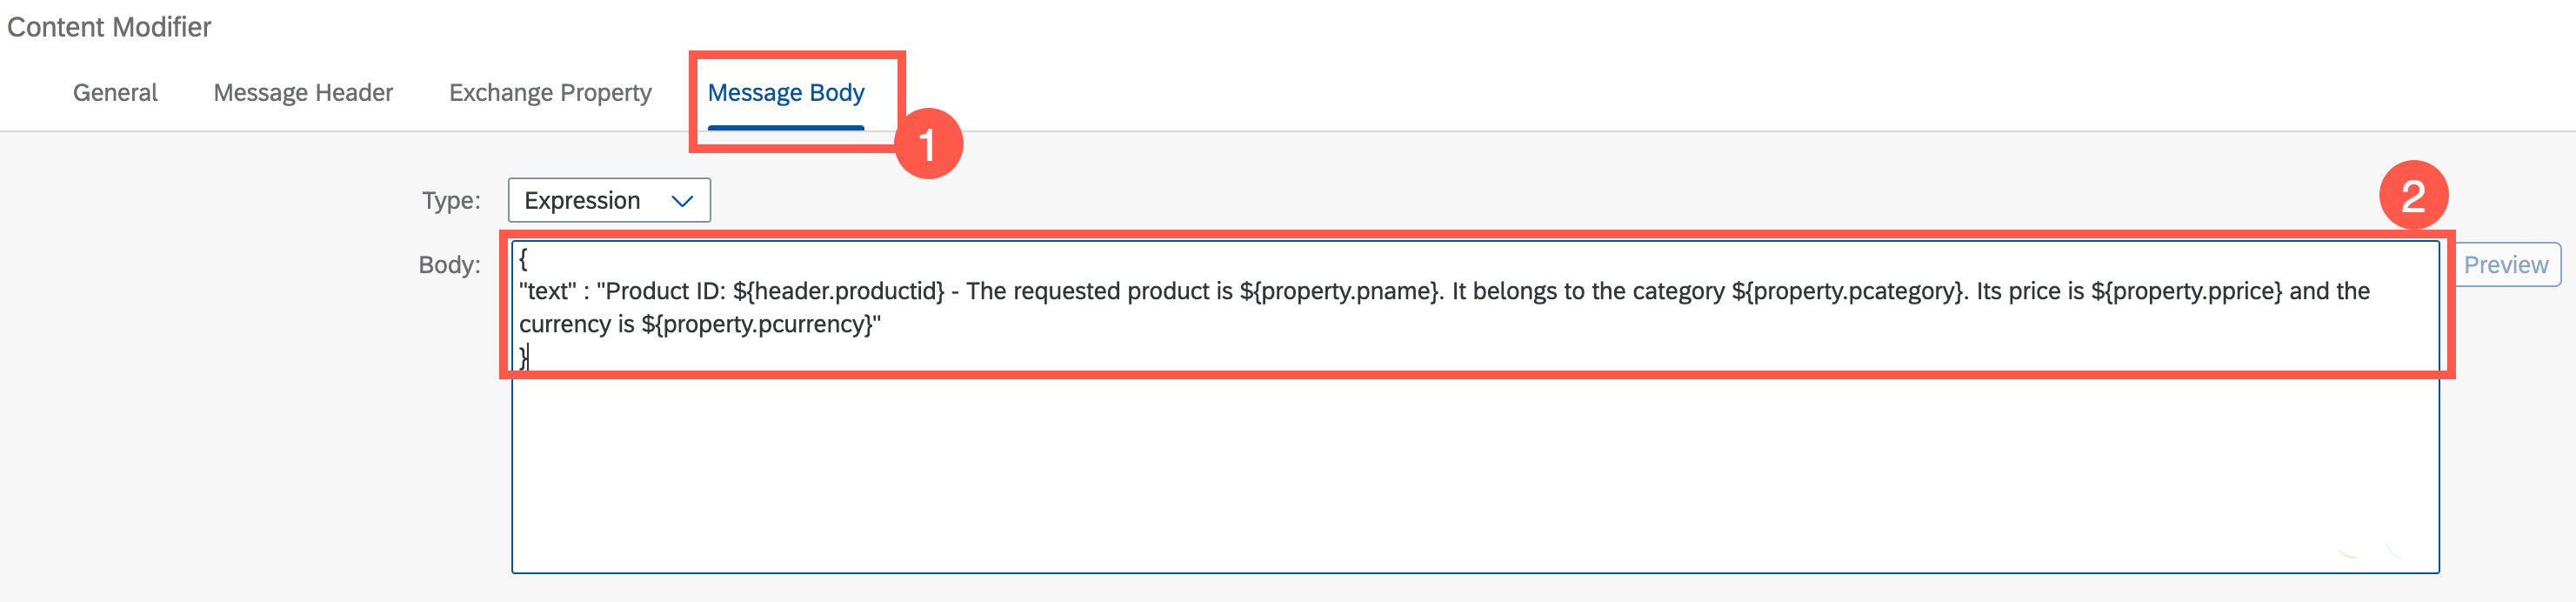 Content Modifier
General Message Header Exchange Property Message Body
1
2
Type: Expression
Body:
{
"text" : "Product ID: ${header.productid} - The requested product is ${property.pname}. It belongs to the category ${property.pcategory}. Its price is ${property.pprice} and the
currency is ${property.pcurrency}"
}
Preview